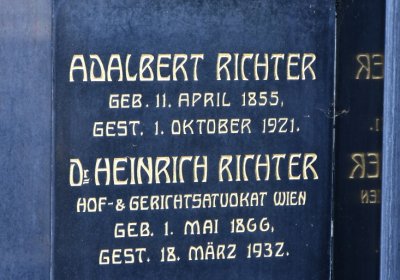 ADALBERT RICHTER
GEB. 11. APRIL 1855,
GEST. 1. OKTOBER 1921.
Dr HEINRICH RICHTER
HOF- & GERICHTSATVOKAT WIEN
GEB. 1. MAI 1866,
GEST. 18. MÄRZ 1932.